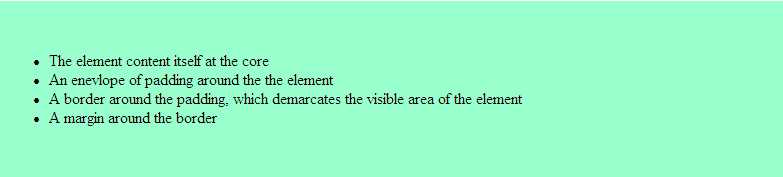 The element content itself at the core
An enevlope of padding around the the element
A border around the padding, which demarcates the visible area of the element
A margin around the border